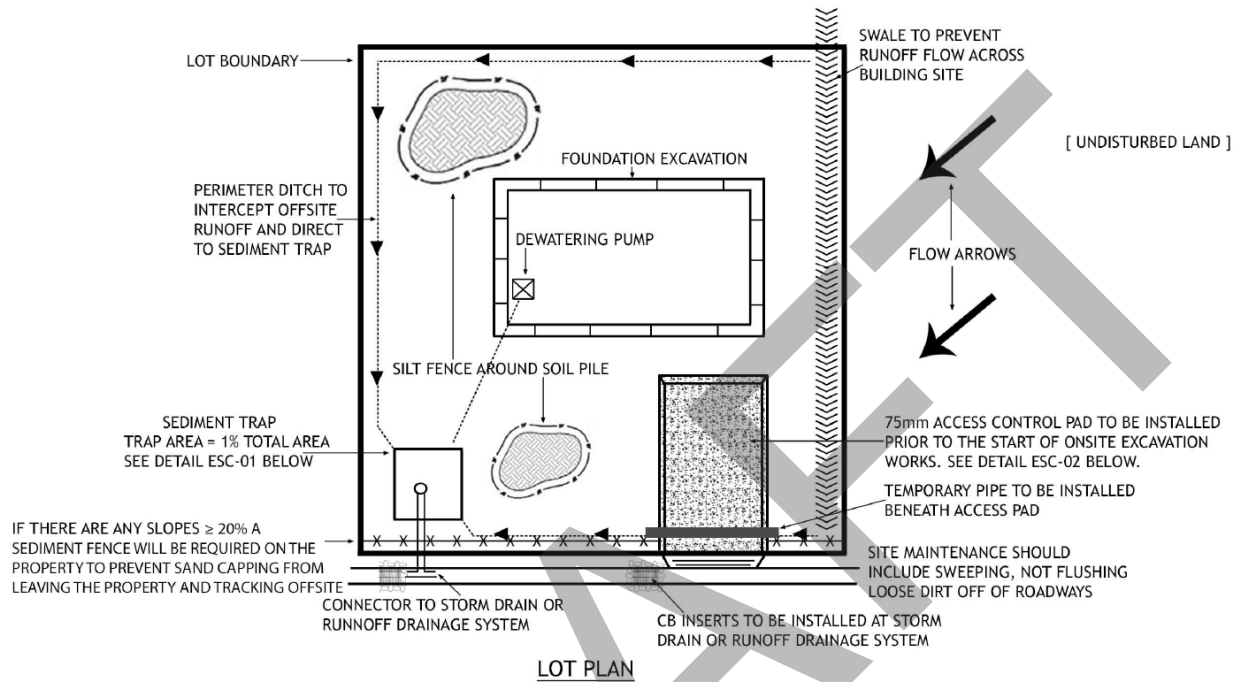 SWALE TO PREVENT
RUNOFF FLOW ACROSS
BUILDING SITE
LOT BOUNDARY
[ UNDISTURBED LAND ]
FOUNDATION EXCAVATION
PERIMETER DITCH TO
INTERCEPT OFFSITE
RUNOFF AND DIRECT
TO SEDIMENT TRAP
DEWATERING PUMP
FLOW ARROWS
SILT FENCE AROUND SOIL PILE
SEDIMENT TRAP
TRAP AREA = 1% TOTAL AREA
SEE DETAIL ESC-01 BELOW
75mm ACCESS CONTROL PAD TO BE INSTALLED
PRIOR TO THE START OF ONSITE EXCAVATION
WORKS. SEE DETAIL ESC-02 BELOW.
TEMPORARY PIPE TO BE INSTALLED
BENEATH ACCESS PAD
IF THERE ARE ANY SLOPES ≥ 20% A
SEDIMENT FENCE WILL BE REQUIRED ON THE
PROPERTY TO PREVENT SAND CAPPING FROM
LEAVING THE PROPERTY AND TRACKING OFFSITE
SITE MAINTENANCE SHOULD
INCLUDE SWEEPING, NOT FLUSHING
LOOSE DIRT OFF OF ROADWAYS
CONNECTOR TO STORM DRAIN OR
RUNNOFF DRAINAGE SYSTEM
CB INSERTS TO BE INSTALLED AT STORM
DRAIN OR RUNOFF DRAINAGE SYSTEM
LOT PLAN